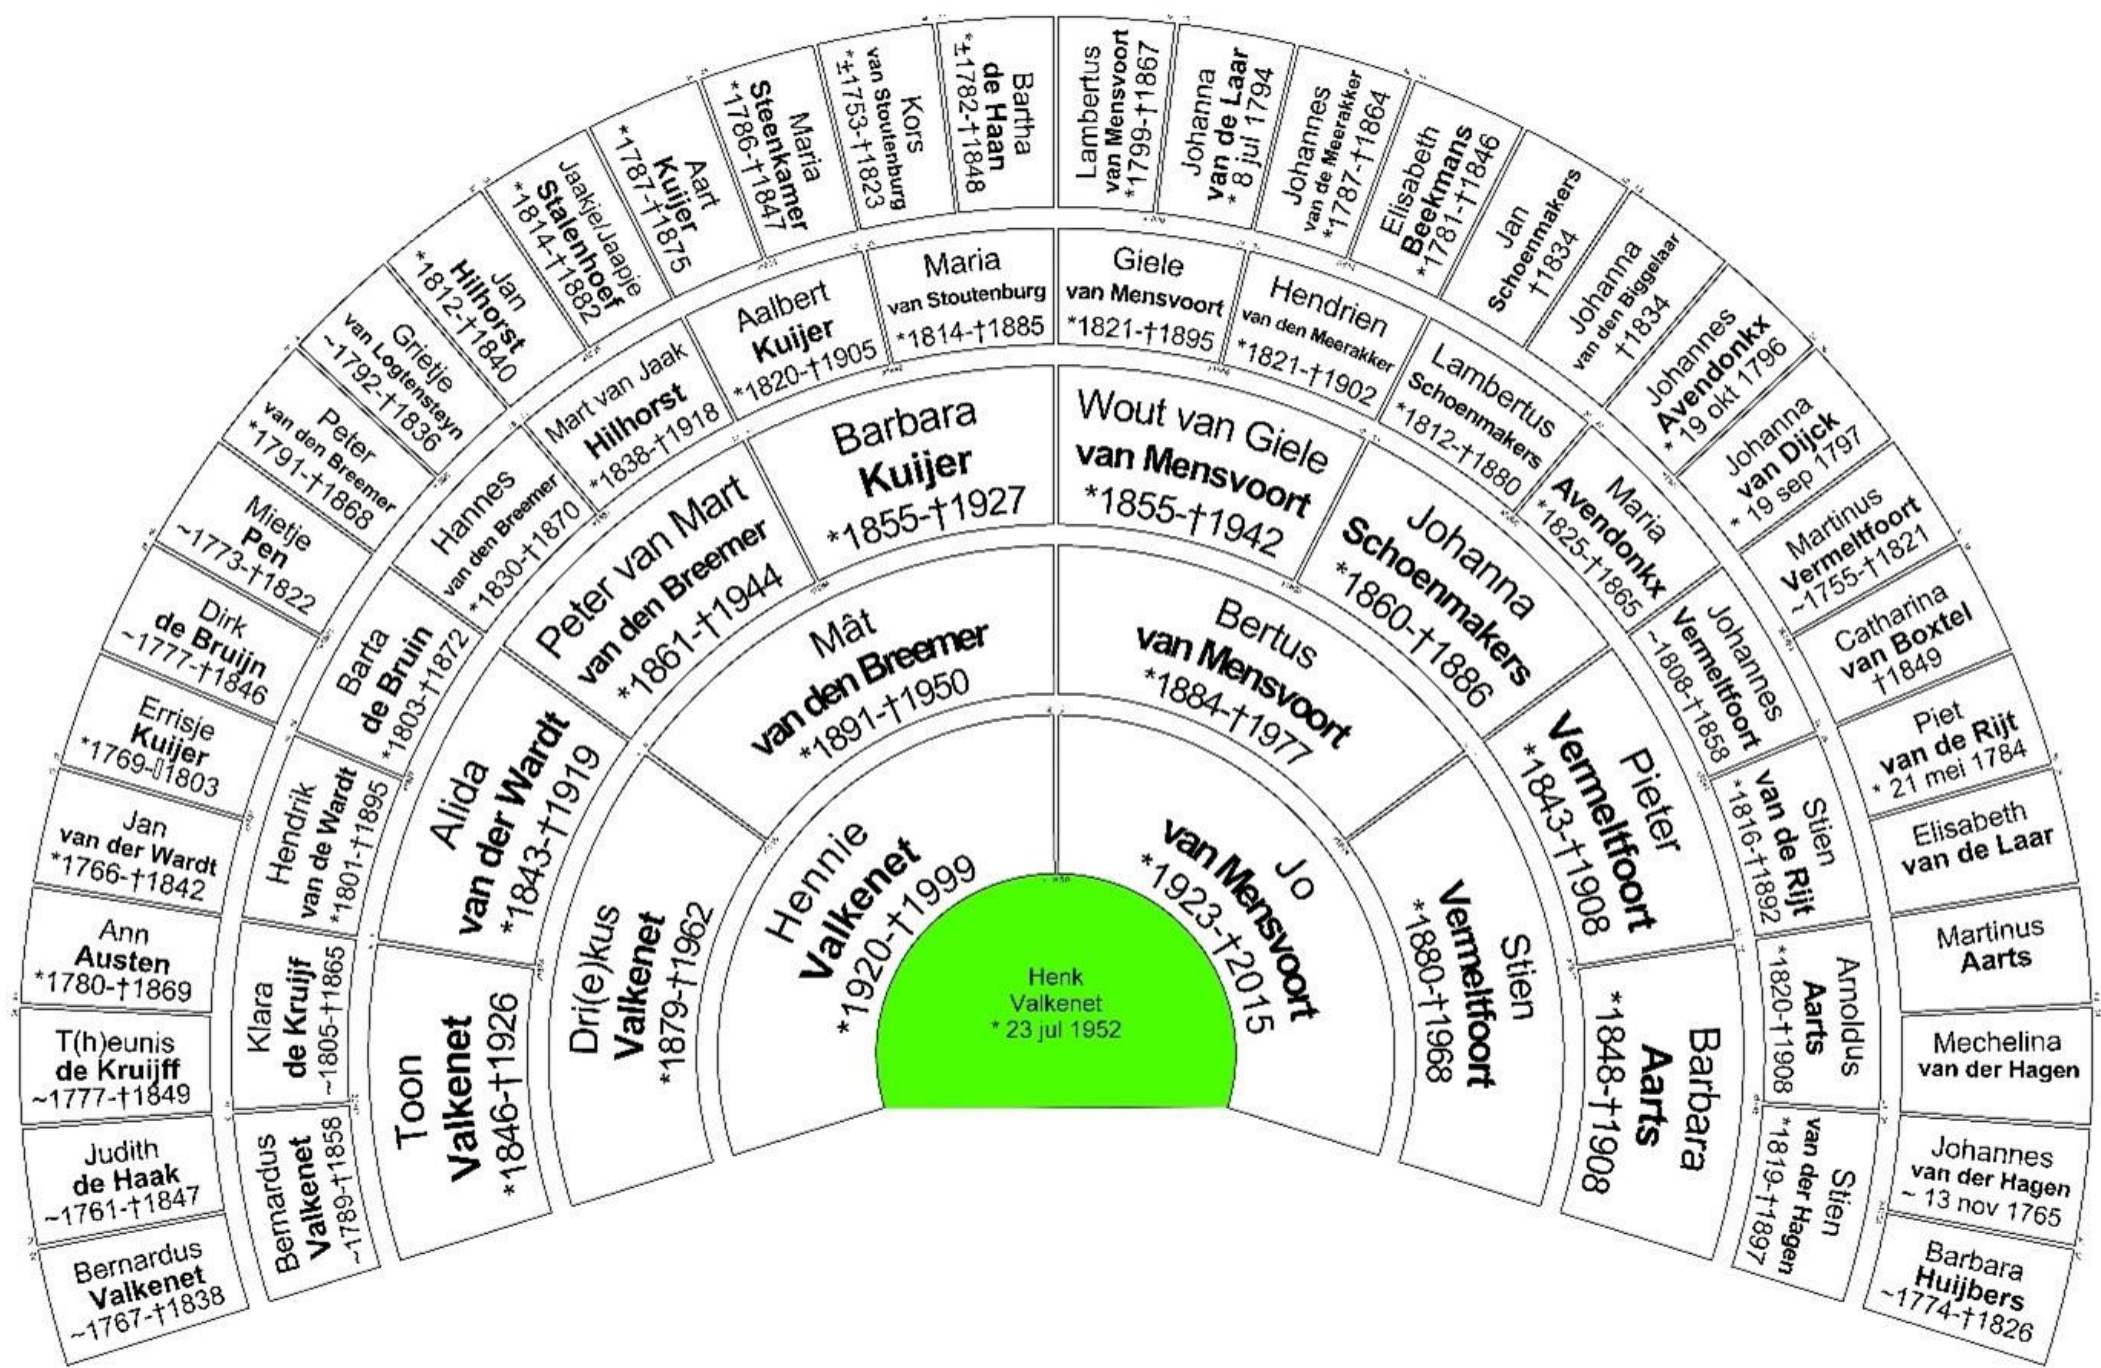 Bernardus
Valkenet
~1767-†1838
Judith
de Haak
~1761-†1847
T(h)eunis
de Kruijff
~1777-†1849
Ann
Austen
*1780-†1869
Jan
van der Wardt
*1766-†1842
Errisje
Kuijer
*1769-▯1803
Dirk
de Bruijn
~1777-†1846
Mietje
Pen
~1773-†1822
Peter
van den Breemer
*1791-†1868
Grietje
van Logtensteyn
~1792-†1836
Jan
Hilhorst
*1812-†1840
Jaakje/Jaapje
Stalenhoef
*1814-†1882
Aart
Kuijer
*1787-†1875
Maria
Steenkamer
*1786-†1847
Kors
van Stoutenburg
*±1753-†1823
Bartha
de Haan
*±1782-†1848
Lambertus
van Mensvoort
*1799-†1867
Johanna
van de Laar
* 8 jul 1794
Johannes
van de Meerakker
*1787-†1864
Elisabeth
Beekmans
*1781-†1846
Jan
Schoenmakers
†1834
Johanna
van den Biggelaar
†1834
Johannes
Avendonkx
* 19 okt 1796
Johanna
van Dijck
* 19 sep 1797
Martinus
Vermeltfoort
~1755-†1821
Catharina
van Boxtel
†1849
Piet
van de Rijt
* 21 mei 1784
Elisabeth
van de Laar
Martinus
Aarts
Mechelina
van der Hagen
Johannes
van der Hagen
~ 13 nov 1765
Barbara
Huijbers
~1774-†1826
Bernardus
Valkenet
~1789-†1858
Klara
de Kruijf
~1805-†1865
Hendrik
van de Wardt
*1801-†1895
Barta
de Bruin
*1803-†1872
Hannes
van den Breemer
*1830-†1870
Mart van Jaak
Hilhorst
*1838-†1918
Aalbert
Kuijer
*1820-†1905
Maria
van Stoutenburg
*1814-†1885
Giele
van Mensvoort
*1821-†1895
Hendrien
van den Meerakker
*1821-†1902
Lambertus
Schoenmakers
*1812-†1880
Maria
Avendonkx
*1825-†1865
Johannes
Vermeltfoort
~1808-†1858
Stien
van de Rijt
*1816-†1892
Arnoldus
Aarts
*1820-†1908
Stien
van der Hagen
*1819-†1897
Toon
Valkenet
*1846-†1926
Alida
van der Wardt
*1843-†1919
Peter van Mart
van den Breemer
*1861-†1944
Barbara
Kuijer
*1855-†1927
Wout van Giele
van Mensvoort
*1855-†1942
Johanna
Schoenmakers
*1860-†1886
Pieter
Vermeltfoort
*1843-†1908
Barbara
Aarts
*1848-†1908
Dri(e)kus
Valkenet
*1879-†1962
Mât
van den Breemer
*1891-†1950
Bertus
van Mensvoort
*1884-†1977
Stien
Vermeltfoort
*1880-†1968
Hennie
Valkenet
*1920-†1999
Jo
van Mensvoort
*1923-†2015
Henk
Valkenet
* 23 jul 1952